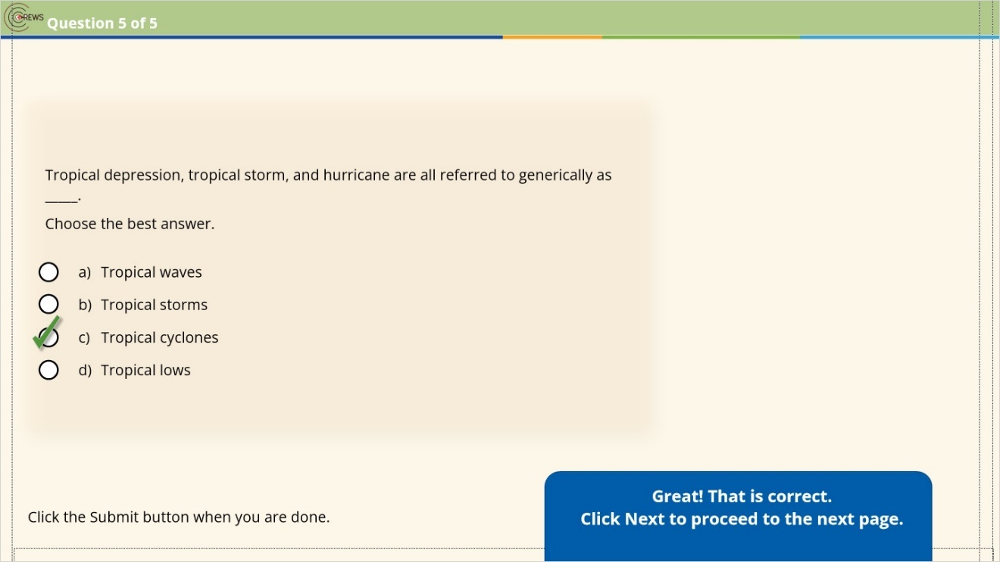 CREWS
Question 5 of 5
Tropical depression, tropical storm, and hurricane are all referred to generically as
_____.
Choose the best answer.
a) Tropical waves
b) Tropical storms
c) Tropical cyclones
d) Tropical lows
Click the Submit button when you are done.
Great! That is correct.
Click Next to proceed to the next page.